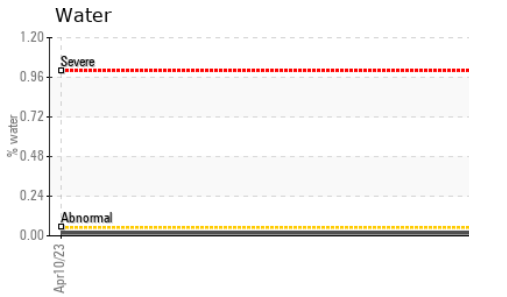 Water
1.20
Severe
0.96
0.72
% water
0.48
0.24
Abnormal
0.00
Apr10/23